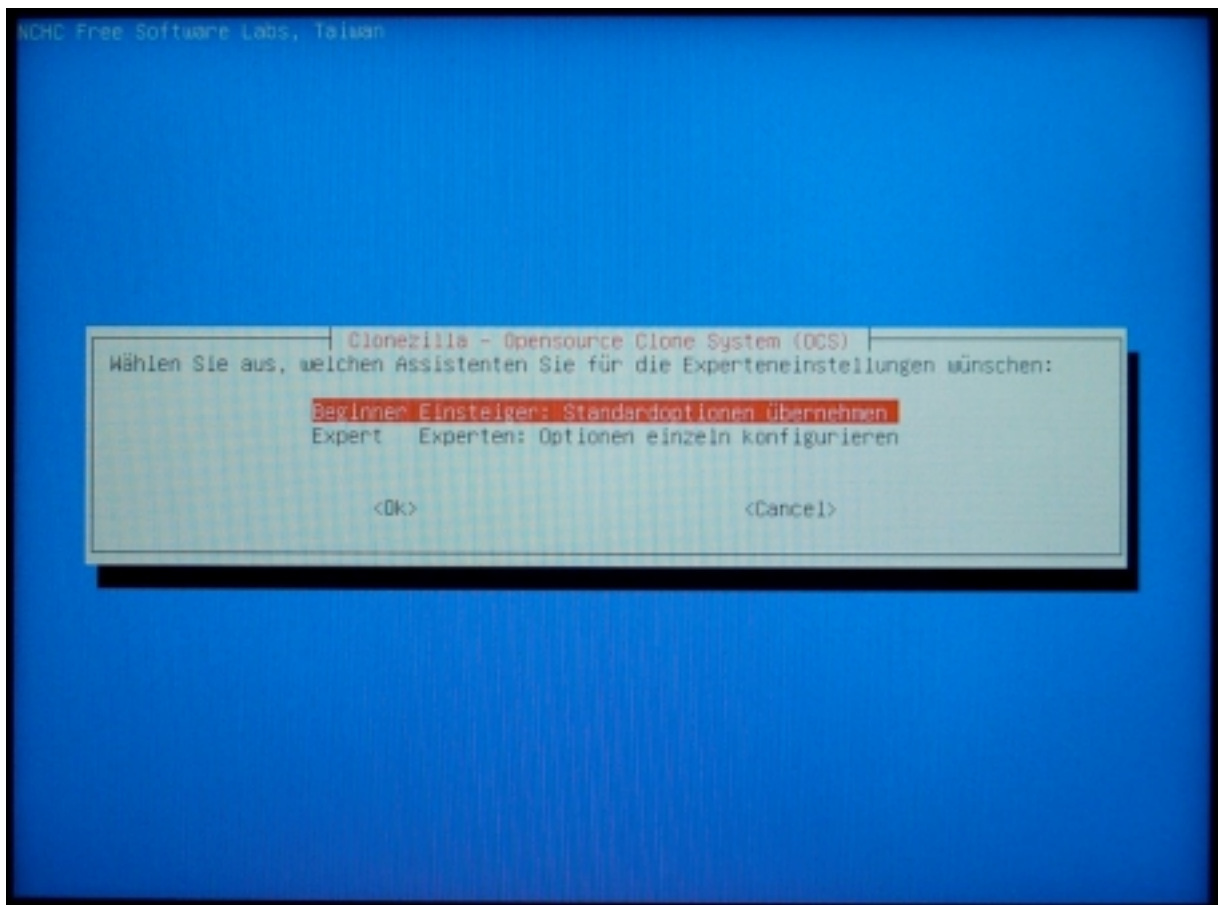 NCHC Free Software Labs, Taiwan
Clonezilla - Opensource Clone System (OCS)
Wählen Sie aus, welchen Assistenten Sie für die Experteneinstellungen wünschen:
Beginner Einsteiger: Standardoptionen übernehmen
Expert Experten: Optionen einzeln konfigurieren
<Ok> <Cancel>